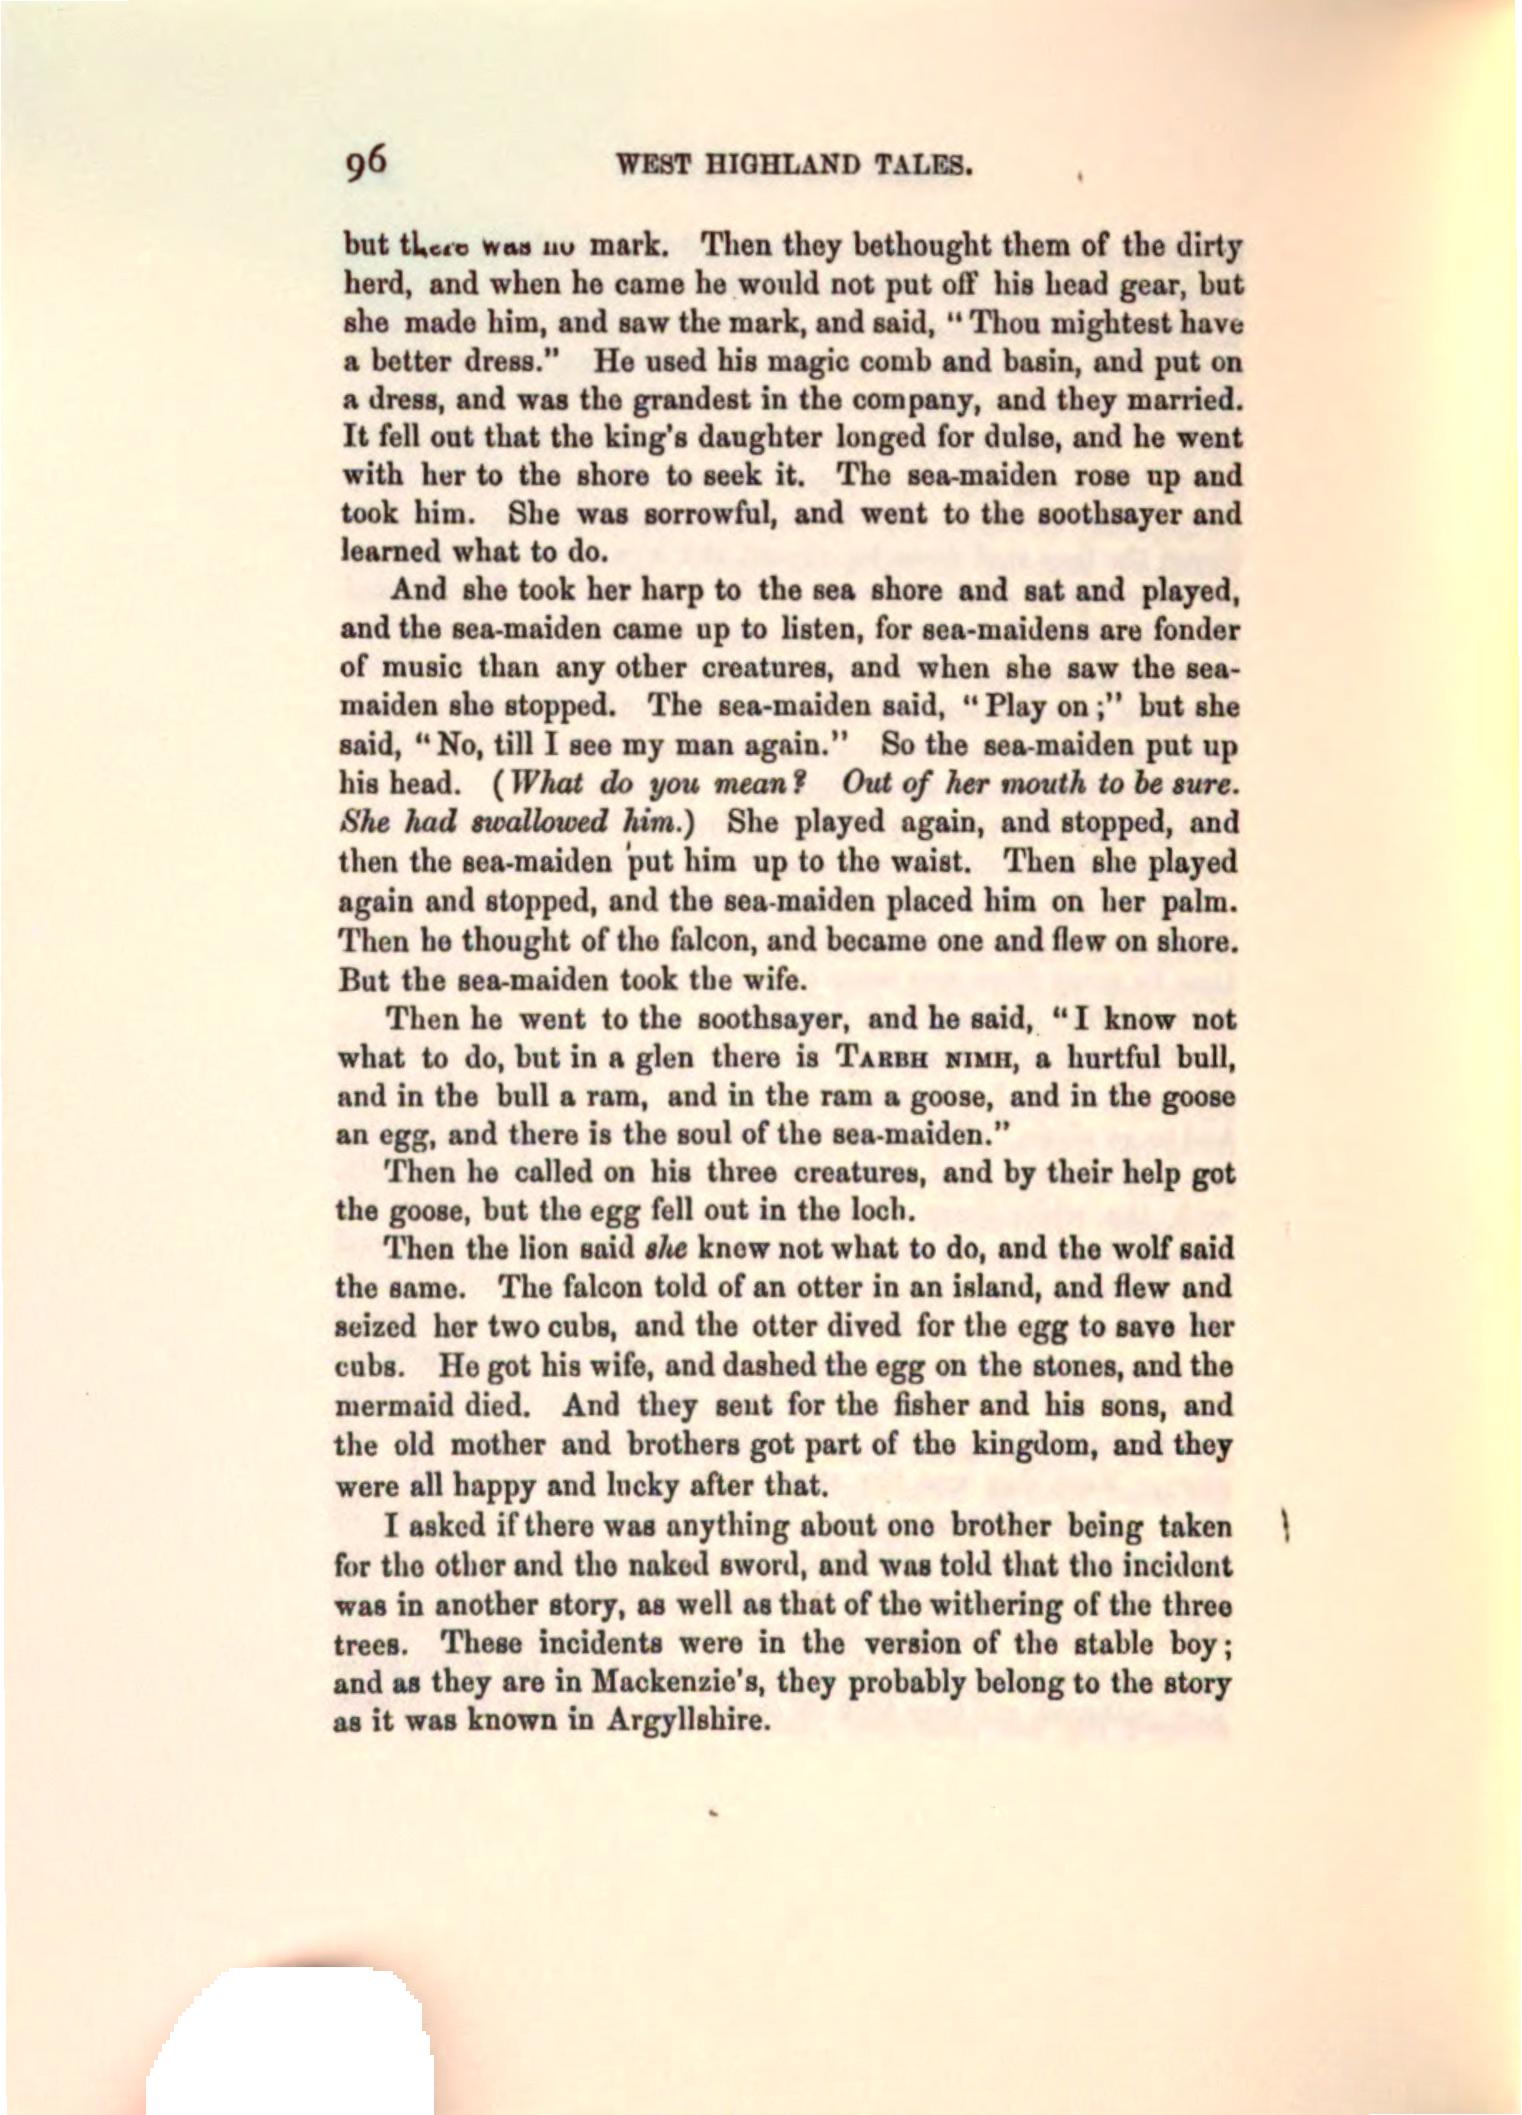 96 WEST HIGHLAND TALES.
but there was no mark. Then they bethought them of the dirty
herd, and when he came he would not put off his head gear, but
she made him, and saw the mark, and said, “Thou mightest have
a better dress.” He used his magic comb and basin, and put on
a dress, and was the grandest in the company, and they married.
It fell out that the king's daughter longed for dulse, and he went
with her to the shore to seek it. The sea-maiden rose up and
took him. She was sorrowful, and went to the soothsayer and
learned what to do.
And she took her harp to the sea shore and sat and played,
and the sea-maiden came up to listen, for sea-maidens are fonder
of music than any other creatures, and when she saw the sea-
maiden she stopped. The sea-maiden said, “Play on;” but she
said, “No, till I see my man again.” So the sea-maiden put up
his head. (What do you mean? Out of her mouth to be sure.
She had swallowed him.) She played again, and stopped, and
then the sea-maiden put him up to the waist. Then she played
again and stopped, and the sea-maiden placed him on her palm.
Then he thought of the falcon, and became one and flew on shore.
But the sea-maiden took the wife.
Then he went to the soothsayer, and he said, “I know not
what to do, but in a glen there is TARBH NIMH, a hurtful bull,
and in the bull a ram, and in the ram a goose, and in the goose
an egg, and there is the soul of the sea-maiden.”
Then he called on his three creatures, and by their help got
the goose, but the egg fell out in the loch.
Then the lion said she knew not what to do, and the wolf said
the same. The falcon told of an otter in an island, and flew and
seized her two cubs, and the otter dived for the egg to save her
cubs. He got his wife, and dashed the egg on the stones, and the
mermaid died. And they sent for the fisher and his sons, and
the old mother and brothers got part of the kingdom, and they
were all happy and lucky after that.
I asked if there was anything about one brother being taken
for the other and the naked sword, and was told that the incident
was in another story, as well as that of the withering of the three
trees. These incidents were in the version of the stable boy;
and as they are in Mackenzie's, they probably belong to the story
as it was known in Argyllshire.